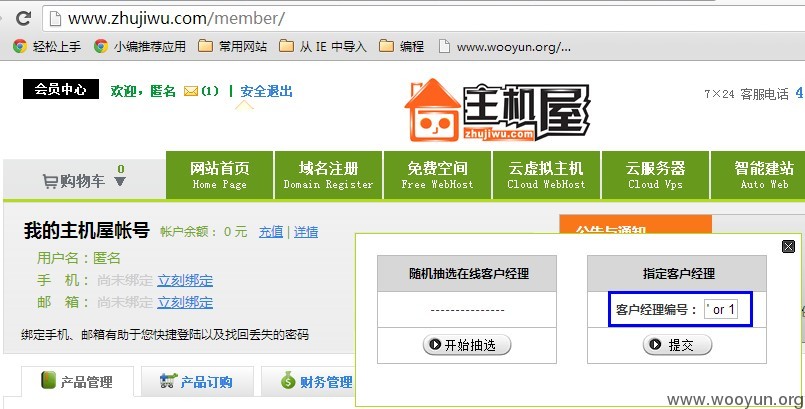 www.zhujiwu.com/member/
轻松上手 小编推荐应用 常用网站 从 IE 中导入 编程 www.wooyun.org/...
会员中心 欢迎，匿名 (1) | 安全退出
主机屋
zhujiwu.com
7×24 客服电话 4
购物车 0
网站首页 域名注册 免费空间 云虚拟主机 云服务器 智能建站
Home Page Domain Register Free WebHost Cloud WebHost Cloud Vps Auto Web
我的主机屋帐号 帐户余额： 0 元 充值 | 详情
公告与通知
用户名：匿名
手 机： 尚未绑定 立刻绑定
邮 箱： 尚未绑定 立刻绑定
绑定手机、邮箱有助于您快捷登陆以及找回丢失的密码
随机抽选在线客户经理 指定客户经理
--------------
客户经理编号： ' or 1
开始抽选 提交
产品管理 产品订购 财务管理
www.wooyun.org